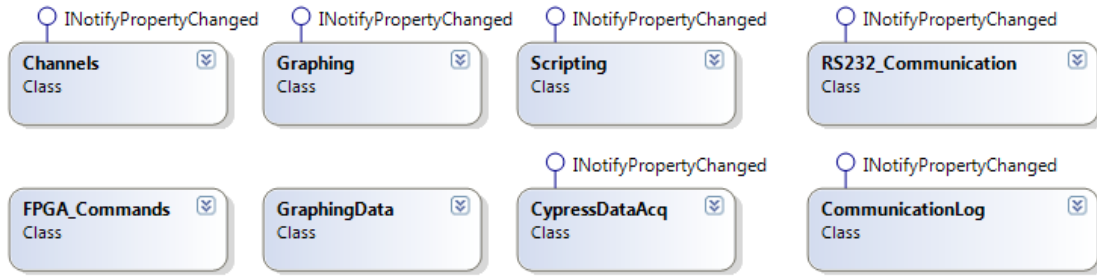 INotifyPropertyChanged INotifyPropertyChanged INotifyPropertyChanged INotifyPropertyChanged
Channels Graphing Scripting RS232_Communication
Class Class Class Class
INotifyPropertyChanged INotifyPropertyChanged
FPGA_Commands GraphingData CypressDataAcq CommunicationLog
Class Class Class Class